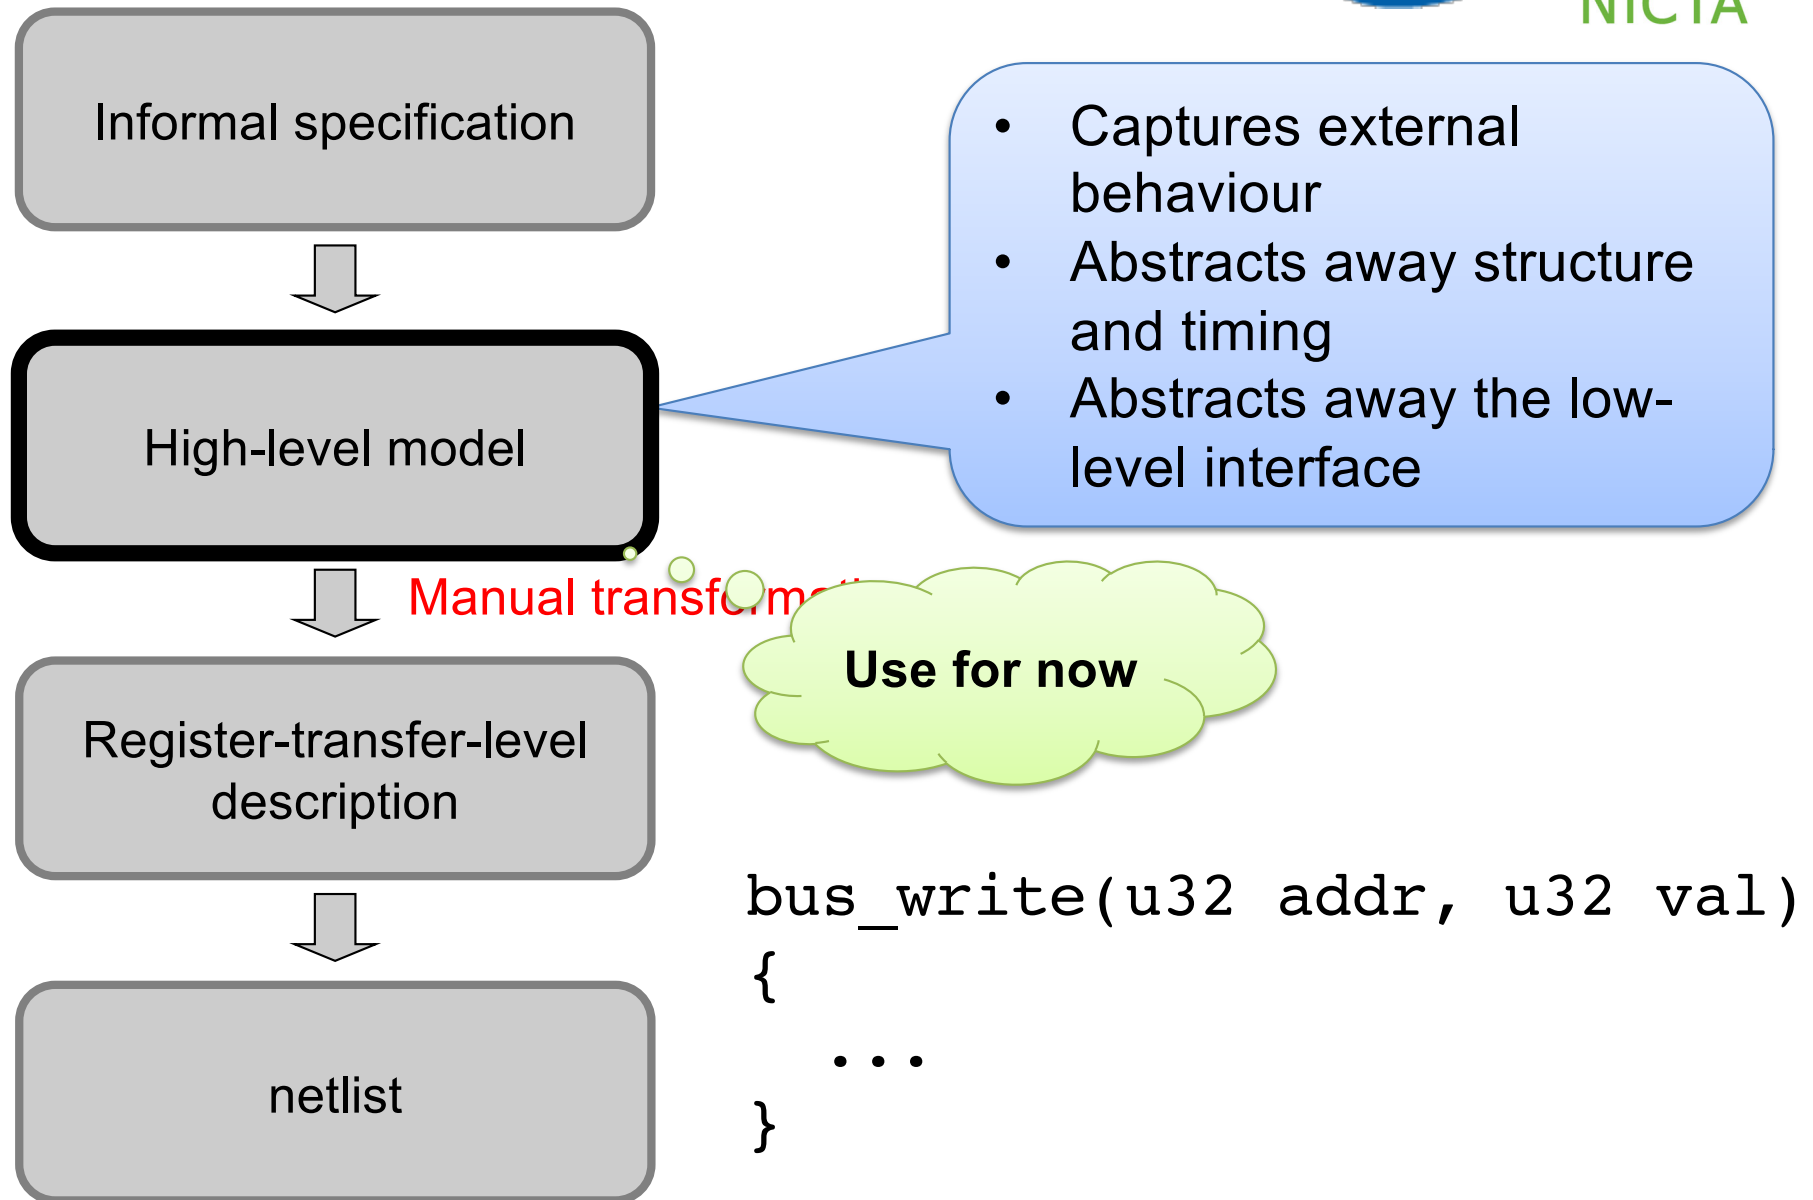 NICTA
Informal specification
• Captures external
behaviour
• Abstracts away structure
and timing
• Abstracts away the low-
level interface
High-level model
Manual transformati
Use for now
Register-transfer-level
description
bus_write(u32 addr, u32 val)
{
...
}
netlist